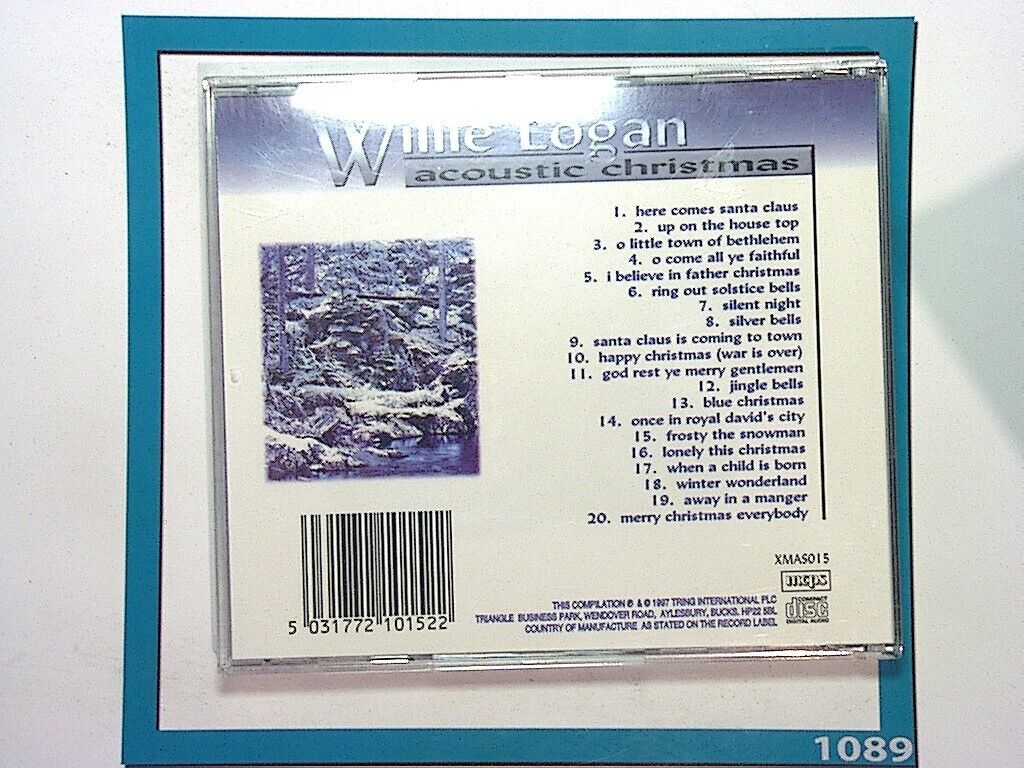 Willie Logan
acoustic christmas
1. here comes santa claus
2. up on the house top
3. o little town of bethlehem
4. o come all ye faithful
5. i believe in father christmas
6. ring out solstice bells
7. silent night
8. silver bells
9. santa claus is coming to town
10. happy christmas (war is over)
11. god rest ye merry gentlemen
12. jingle bells
13. blue christmas
14. once in royal david's city
15. frosty the snowman
16. lonely this christmas
17. when a child is born
18. winter wonderland
19. away in a manger
20. merry christmas everybody
XMAS015
mcps
COMPACT
disc
DIGITAL AUDIO
THIS COMPILATION ℗ & © 1997 TRING INTERNATIONAL PLC
TRIANGLE BUSINESS PARK, WENDOVER ROAD, AYLESBURY, BUCKS. HP22 5BL
COUNTRY OF MANUFACTURE AS STATED ON THE RECORD LABEL
5 031772 101522
1089